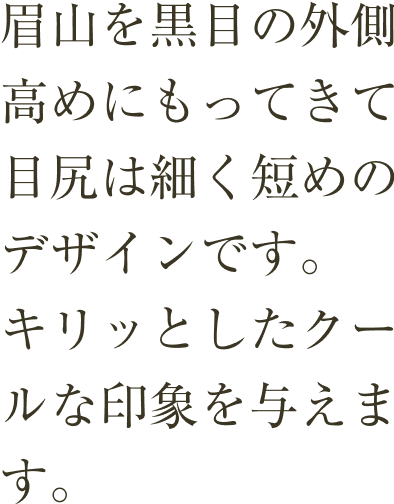 眉山を黒目の外側
高めにもってきて
目尻は細く短めの
デザインです。
キリッとしたクー
ルな印象を与えま
す。